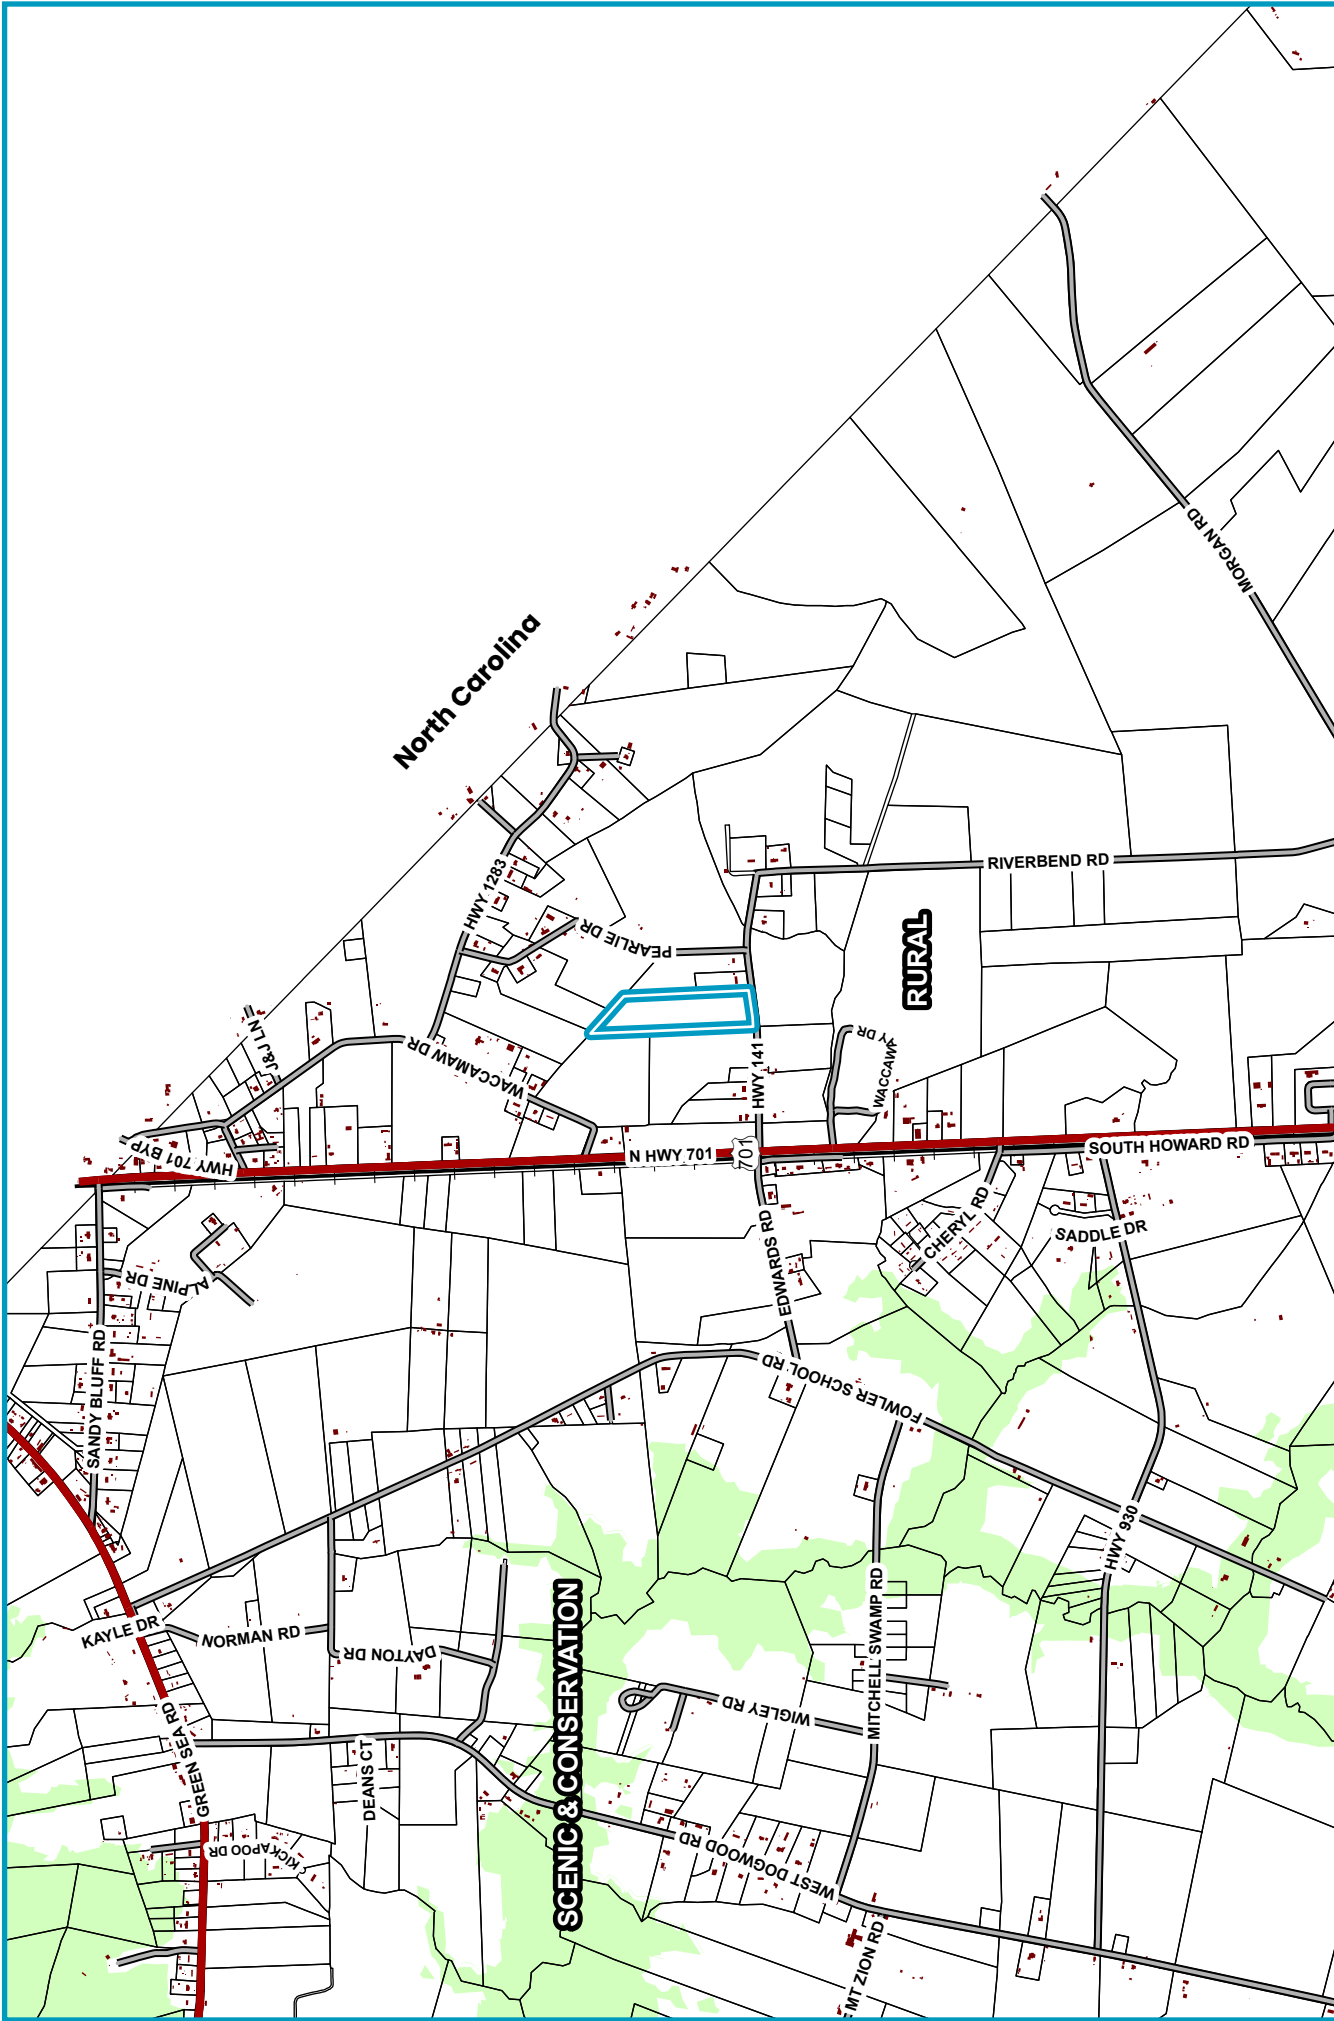 MORGAN RD
North Carolina
RIVERBEND RD
HWY 1283
PEARLIE DR
RURAL
J&J LN
WACCAMAW DR
HWY 141
WACCAW
YY DR
HWY 701 BYP
N HWY 701
701
SOUTH HOWARD RD
CHERYL RD
SADDLE DR
EDWARDS RD
ALPINE DR
SANDY BLUFF RD
FOWLER SCHOOL RD
HWY 930
KAYLE DR
NORMAN RD
DAYTON DR
SCENIC & CONSERVATION
MITCHELL SWAMP RD
WIGLEY RD
GREEN SEA RD
DEANS CT
KICKAPOO DR
WEST DOGWOOD RD
MT ZION RD